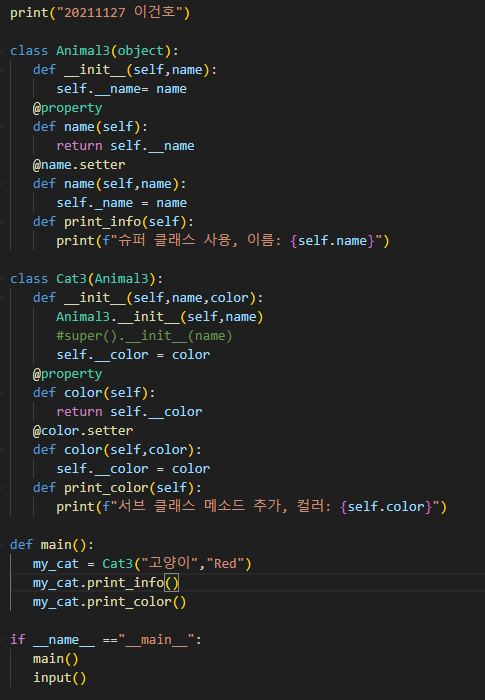 print("20211127 이건호")
class Animal3(object):
def __init__(self,name):
self.__name= name
@property
def name(self):
return self.__name
@name.setter
def name(self,name):
self._name = name
def print_info(self):
print(f"슈퍼 클래스 사용, 이름: {self.name}")
class Cat3(Animal3):
def __init__(self,name,color):
Animal3.__init__(self,name)
#super().__init__(name)
self.__color = color
@property
def color(self):
return self.__color
@color.setter
def color(self,color):
self.__color = color
def print_color(self):
print(f"서브 클래스 메소드 추가, 컬러: {self.color}")
def main():
my_cat = Cat3("고양이","Red")
my_cat.print_info()
my_cat.print_color()
if __name__ =="__main__":
main()
input()